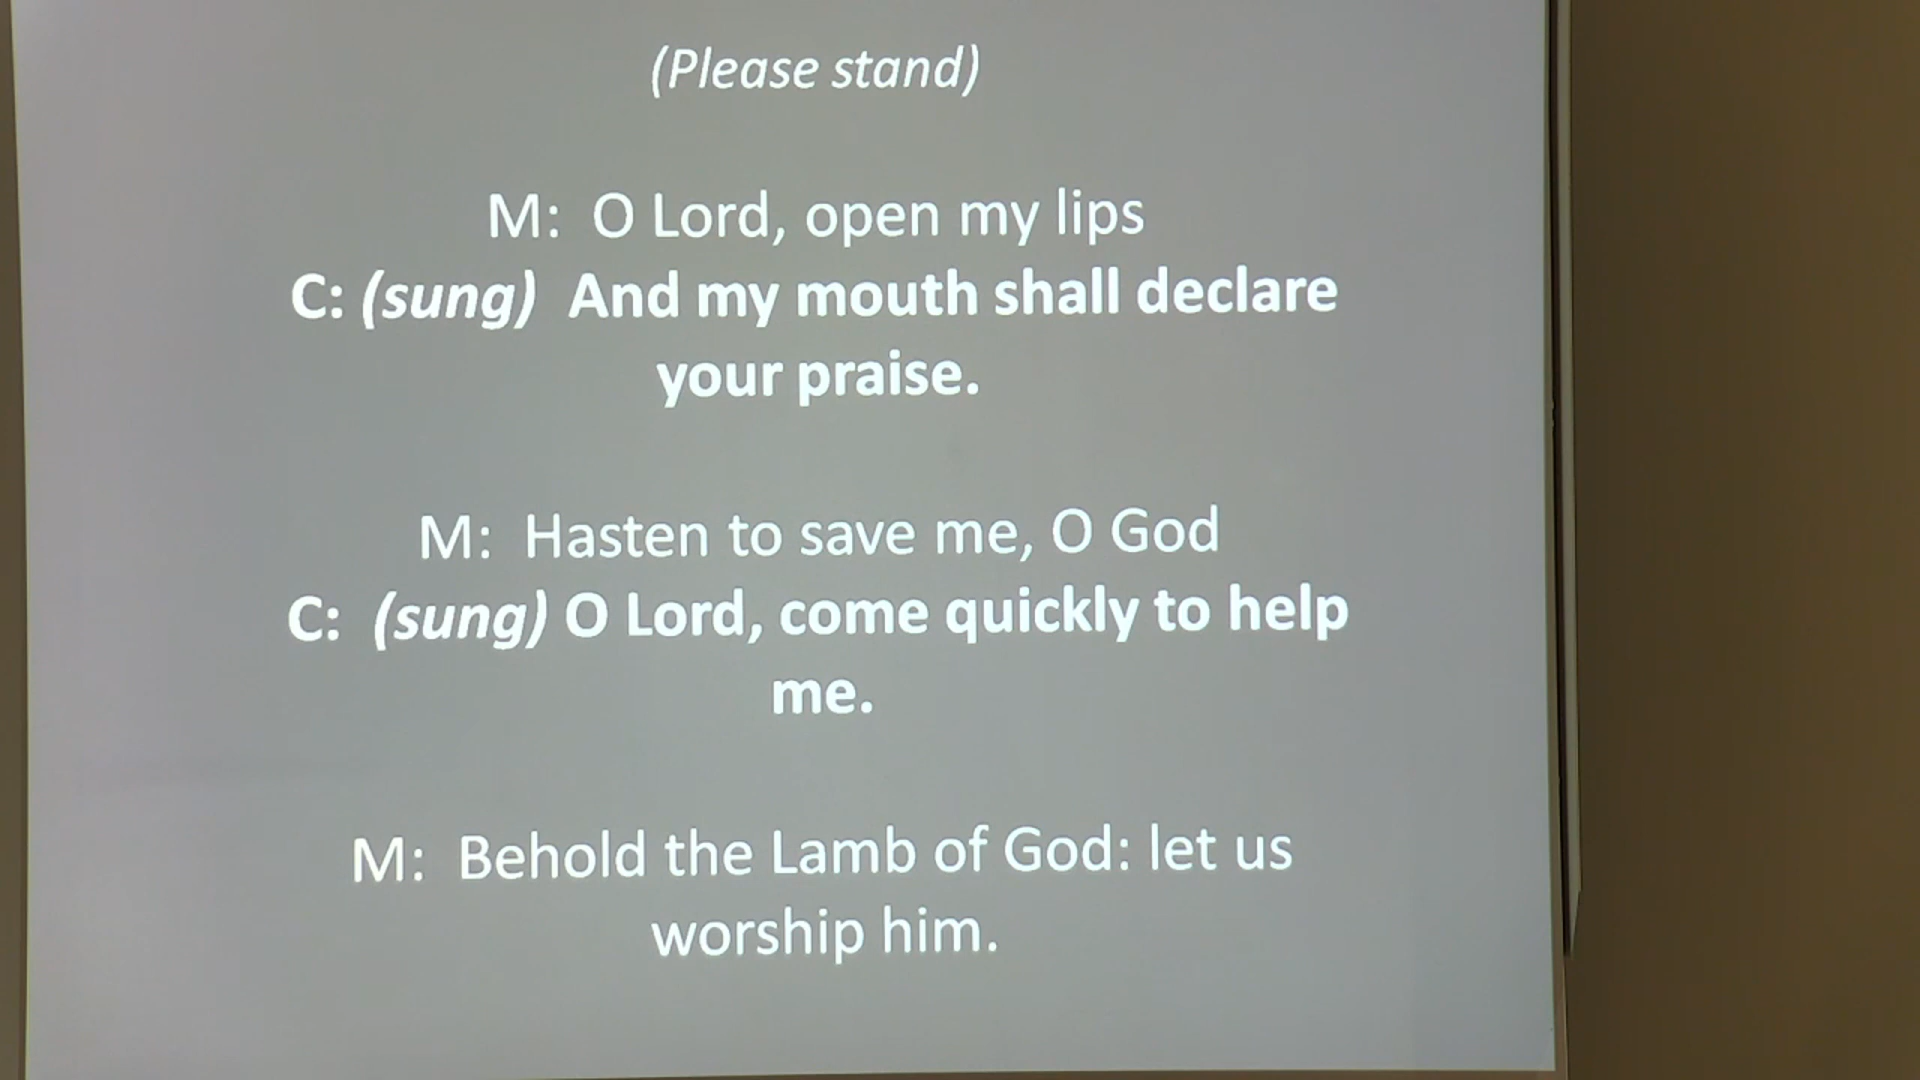 (Please stand)
M: O Lord, open my lips
C: (sung) And my mouth shall declare
your praise.
M: Hasten to save me, O God
C: (sung) O Lord, come quickly to help
me.
M: Behold the Lamb of God: let us
worship him.